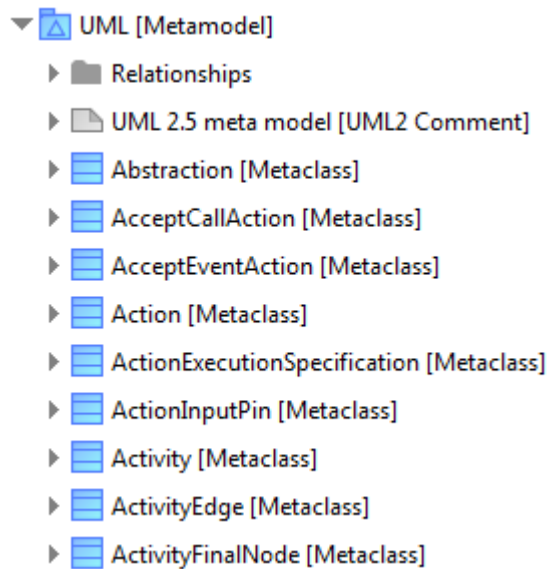 UML [Metamodel]
Relationships
UML 2.5 meta model [UML2 Comment]
Abstraction [Metaclass]
AcceptCallAction [Metaclass]
AcceptEventAction [Metaclass]
Action [Metaclass]
ActionExecutionSpecification [Metaclass]
ActionInputPin [Metaclass]
Activity [Metaclass]
ActivityEdge [Metaclass]
ActivityFinalNode [Metaclass]